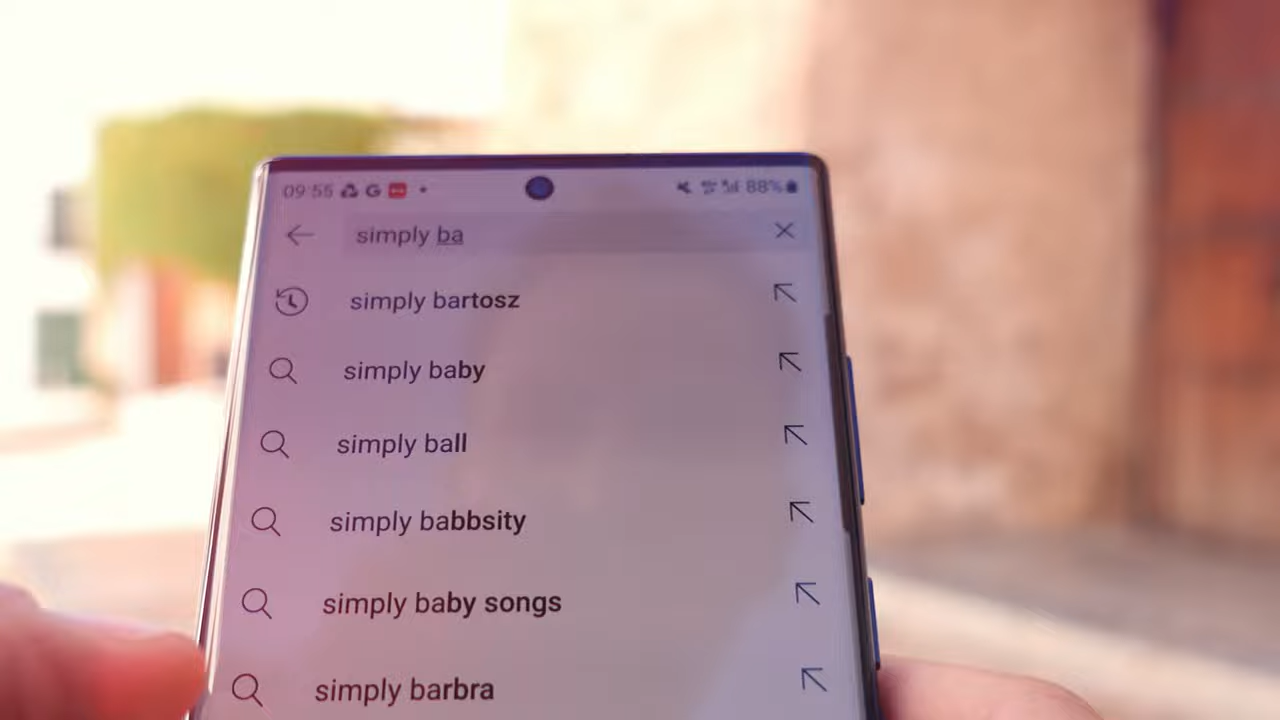 09:55 G 88%
simply ba
simply bartosz
simply baby
simply ball
simply babbsity
simply baby songs
simply barbra